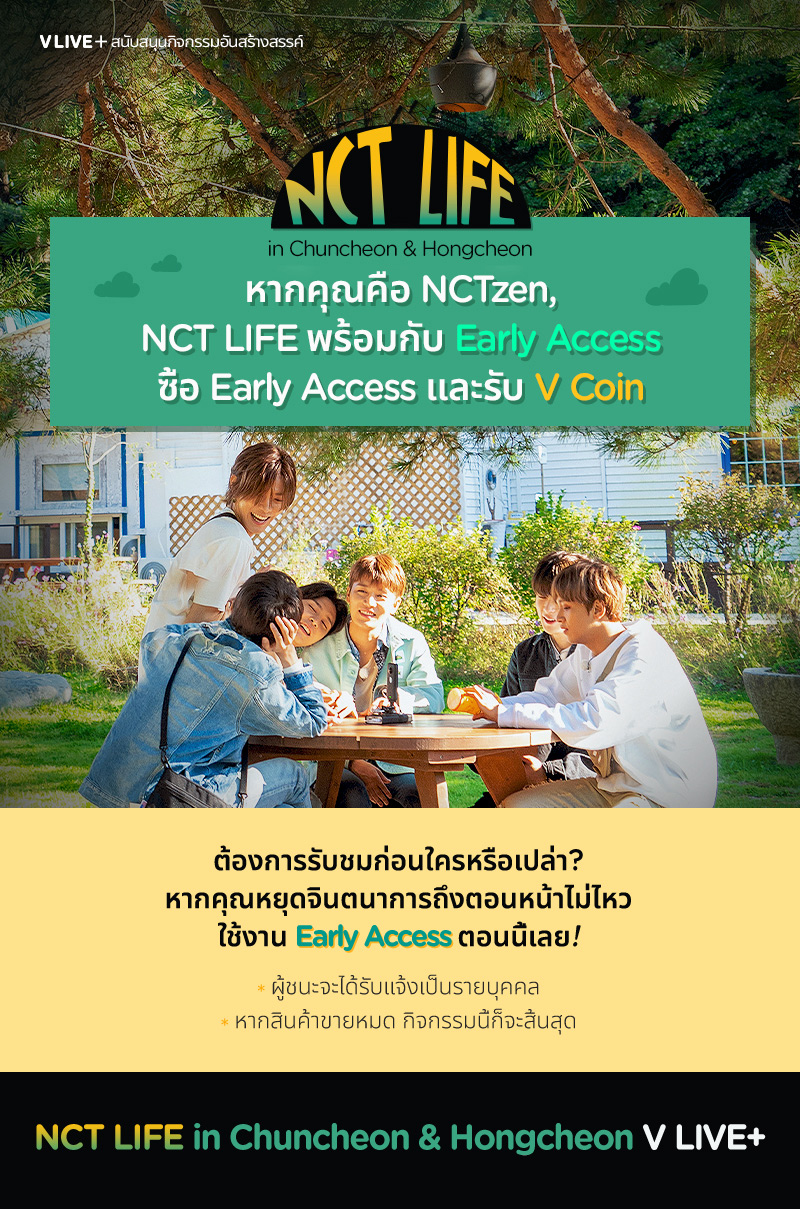 V LIVE+ สนับสนุนกิจกรรมอันสร้างสรรค์
NCT LIFE
in Chuncheon & Hongcheon
หากคุณคือ NCTzen,
NCT LIFE พร้อมกับ Early Access
ซื้อ Early Access และรับ V Coin
ต้องการรับชมก่อนใครหรือเปล่า?
หากคุณหยุดจินตนาการถึงตอนหน้าไม่ไหว
ใช้งาน Early Access ตอนนี้เลย!
* ผู้ชนะจะได้รับแจ้งเป็นรายบุคคล
* หากสินค้าขายหมด กิจกรรมนี้ก็จะสิ้นสุด
NCT LIFE in Chuncheon & Hongcheon V LIVE+